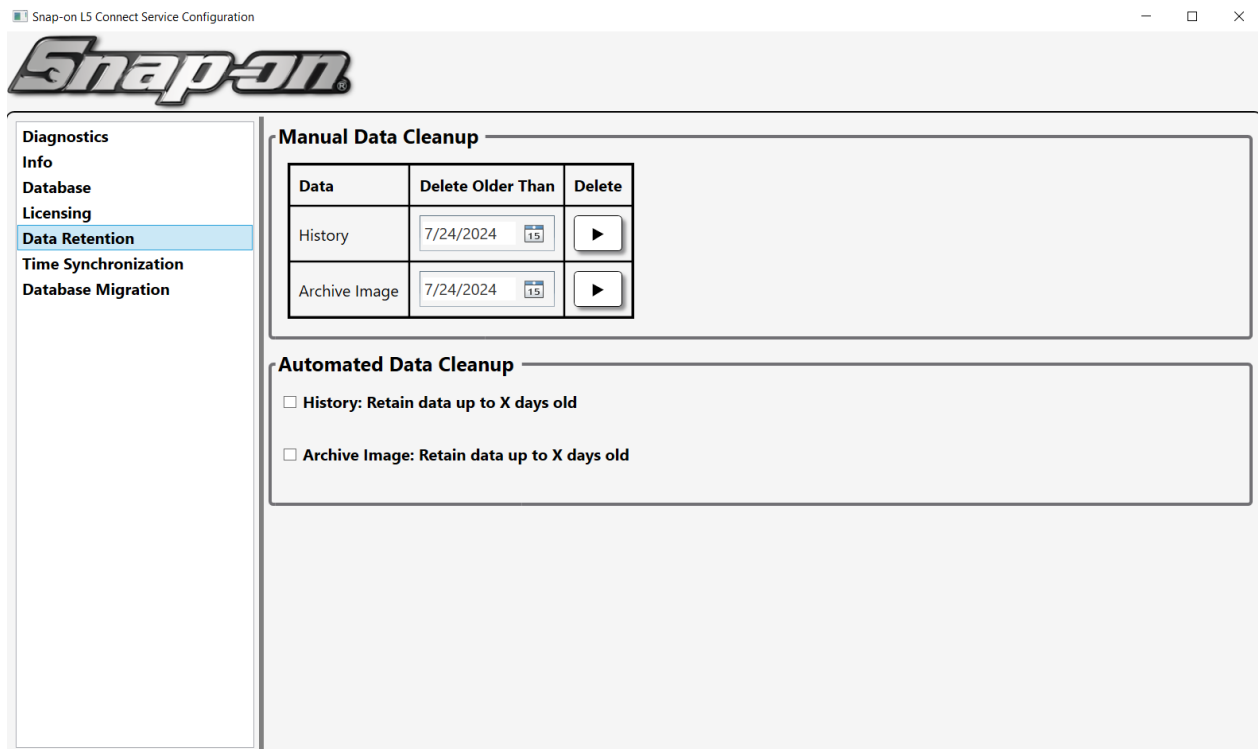 Snap-on L5 Connect Service Configuration
Snap-on®
Diagnostics
Info
Database
Licensing
Data Retention
Time Synchronization
Database Migration
Manual Data Cleanup
Data Delete Older Than Delete
History 7/24/2024 15
Archive Image 7/24/2024 15
Automated Data Cleanup
History: Retain data up to X days old
Archive Image: Retain data up to X days old